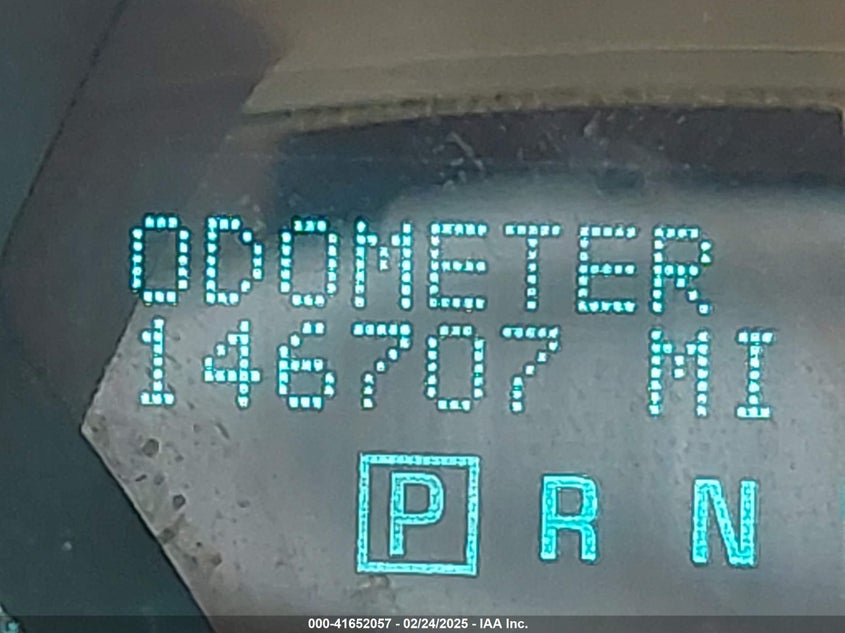 ODOMETER
146707 MI
P R N
000-41652057 - 02/24/2025 - IAA Inc.